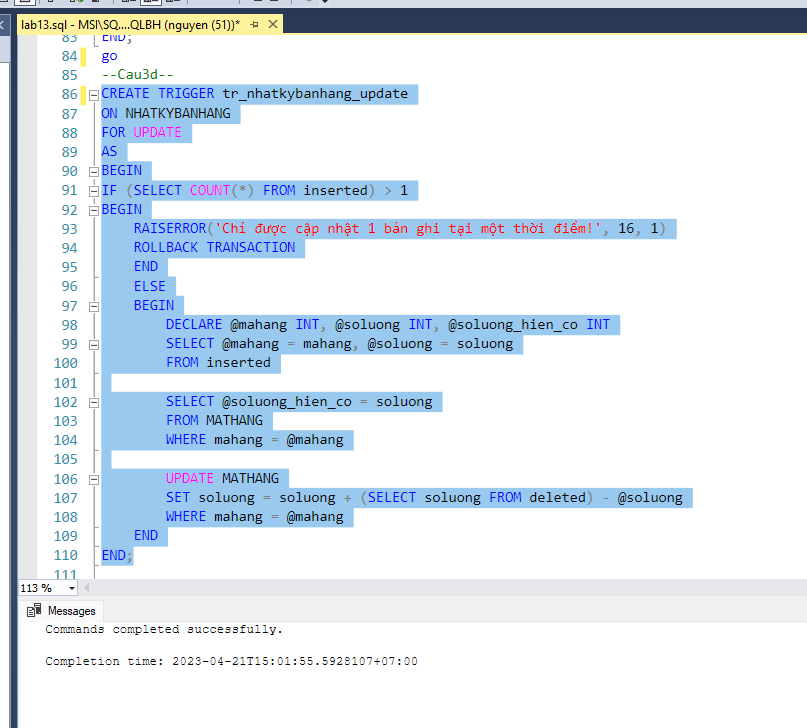 lab13.sql - MSI\SQ....QLBH (nguyen (51))*
83 END;
84 go
85 --Cau3d--
86 CREATE TRIGGER tr_nhatkybanhang_update
87 ON NHATKYBANHANG
88 FOR UPDATE
89 AS
90 BEGIN
91 IF (SELECT COUNT(*) FROM inserted) > 1
92 BEGIN
93 RAISERROR('Chỉ được cập nhật 1 bản ghi tại một thời điểm!', 16, 1)
94 ROLLBACK TRANSACTION
95 END
96 ELSE
97 BEGIN
98 DECLARE @mahang INT, @soluong INT, @soluong_hien_co INT
99 SELECT @mahang = mahang, @soluong = soluong
100 FROM inserted
101
102 SELECT @soluong_hien_co = soluong
103 FROM MATHANG
104 WHERE mahang = @mahang
105
106 UPDATE MATHANG
107 SET soluong = soluong + (SELECT soluong FROM deleted) - @soluong
108 WHERE mahang = @mahang
109 END
110 END;
111
113 %
Messages
Commands completed successfully.
Completion time: 2023-04-21T15:01:55.5928107+07:00